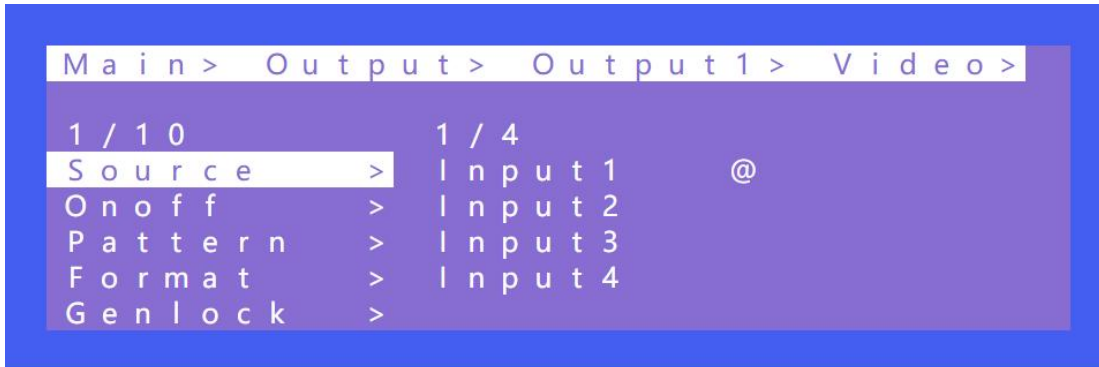 Main> Output> Output1> Video>
1/10 1/4
Source > Input1 @
Onoff > Input2
Pattern > Input3
Format > Input4
Genlock >